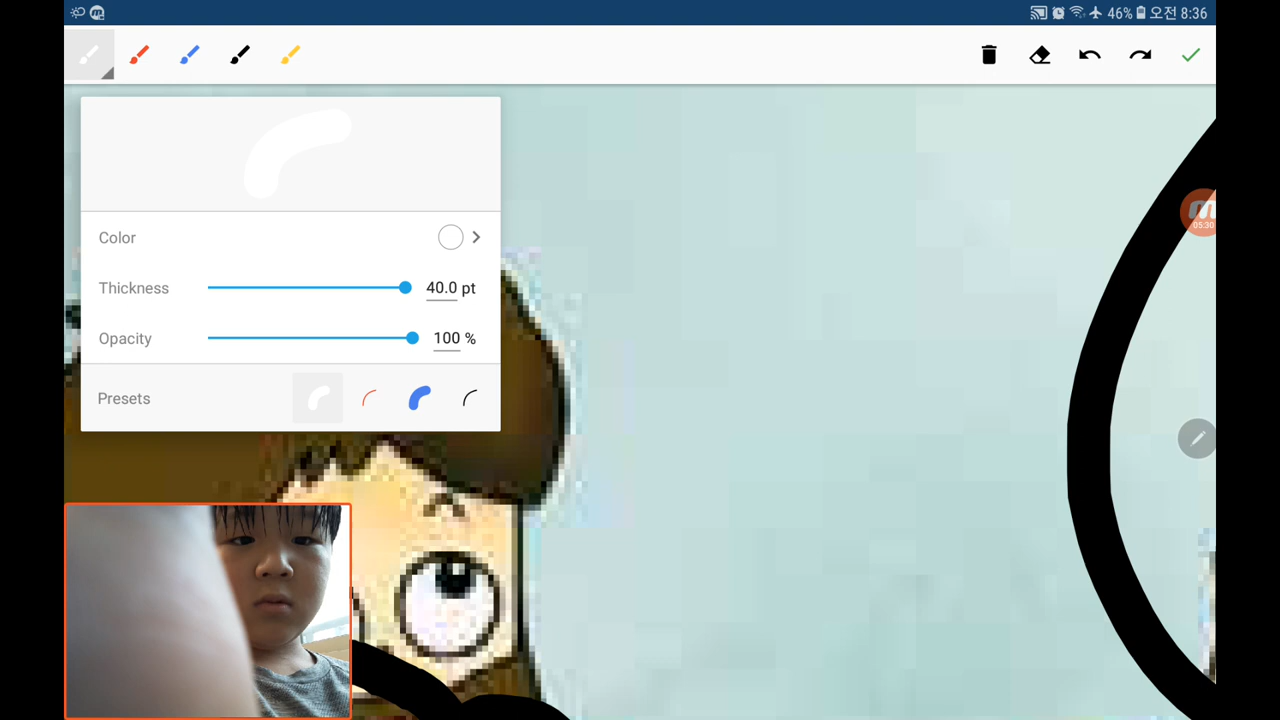 46% 오전 8:36
Color
Thickness 40.0 pt
Opacity 100 %
Presets
05:30